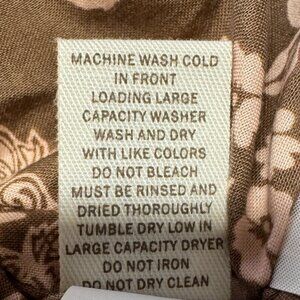 MACHINE WASH COLD
IN FRONT
LOADING LARGE
CAPACITY WASHER
WASH AND DRY
WITH LIKE COLORS
DO NOT BLEACH
MUST BE RINSED AND
DRIED THOROUGHLY
TUMBLE DRY LOW IN
LARGE CAPACITY DRYER
DO NOT IRON
DO NOT DRY CLEAN